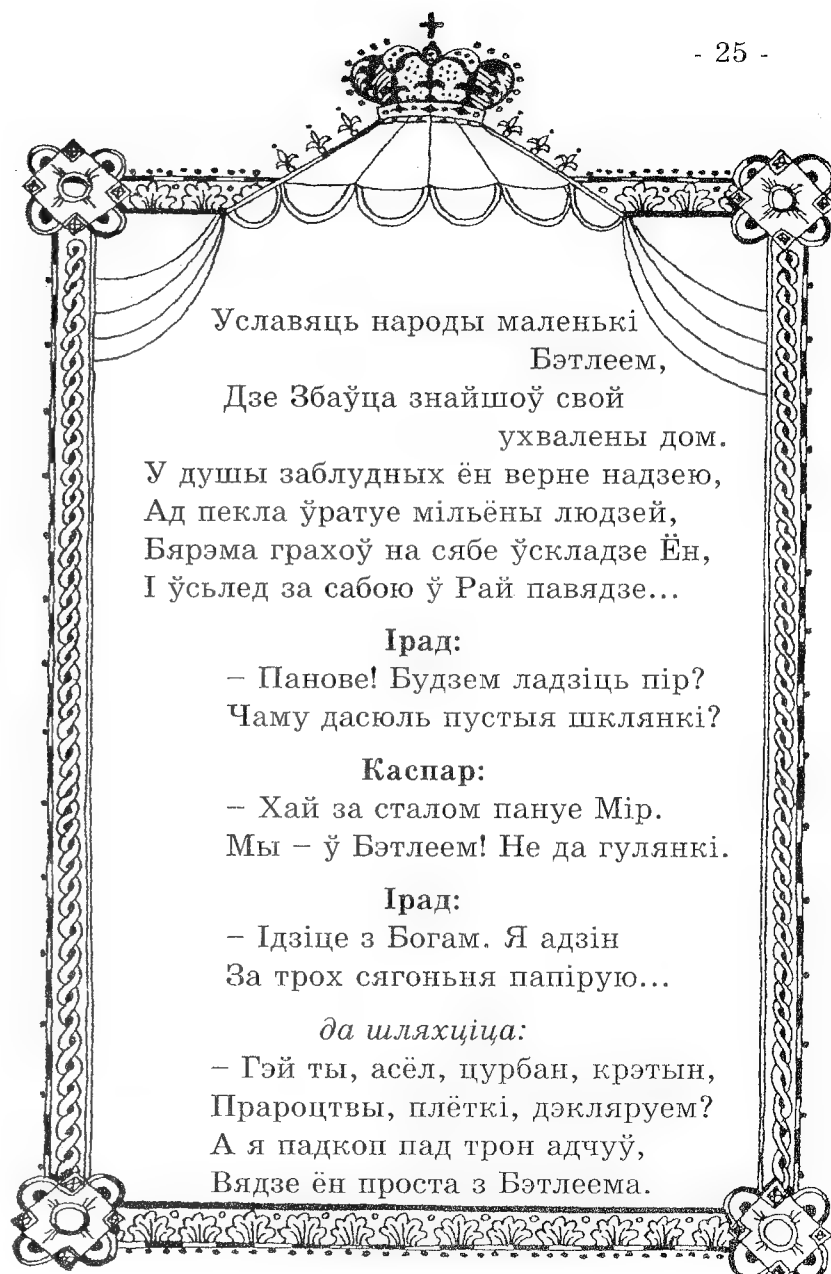 - 25 -
Уславяць народы маленькі
Бэтлеем,
Дзе Збаўца знайшоў свой
ухвалены дом.
У душы заблудных ён верне надзею,
Ад пекла ўратуе мільёны людзей,
Бярэма грахоў на сябе ўскладзе Ён,
І ўсьлед за сабою ў Рай павядзе...
Ірад:
– Панове! Будзем ладзіць пір?
Чаму дасюль пустыя шклянкі?
Каспар:
– Хай за сталом пануе Мір.
Мы – ў Бэтлеем! Не да гулянкі.
Ірад:
– Ідзіце з Богам. Я адзін
За трох сягоньня папірую...
да шляхціца:
– Гэй ты, асёл, цурбан, крэтын,
Прароцтвы, плёткі, дэкляруем?
А я падкоп пад трон адчуў,
Вядзе ён проста з Бэтлеема.